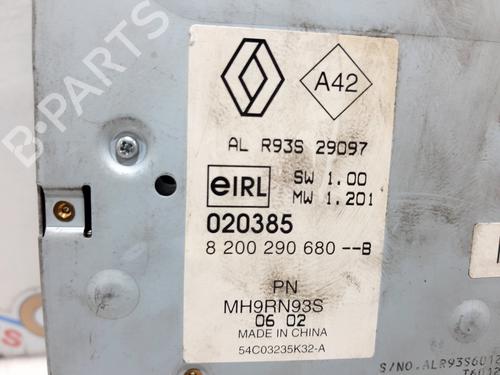 A42
AL R93S 29097
eIRL
SW 1.00
MW 1.201
020385
8 200 290 680 --B
PN
MH9RN93S
06 02
MADE IN CHINA
54C03235K32-A
S/NO.ALR93S6012